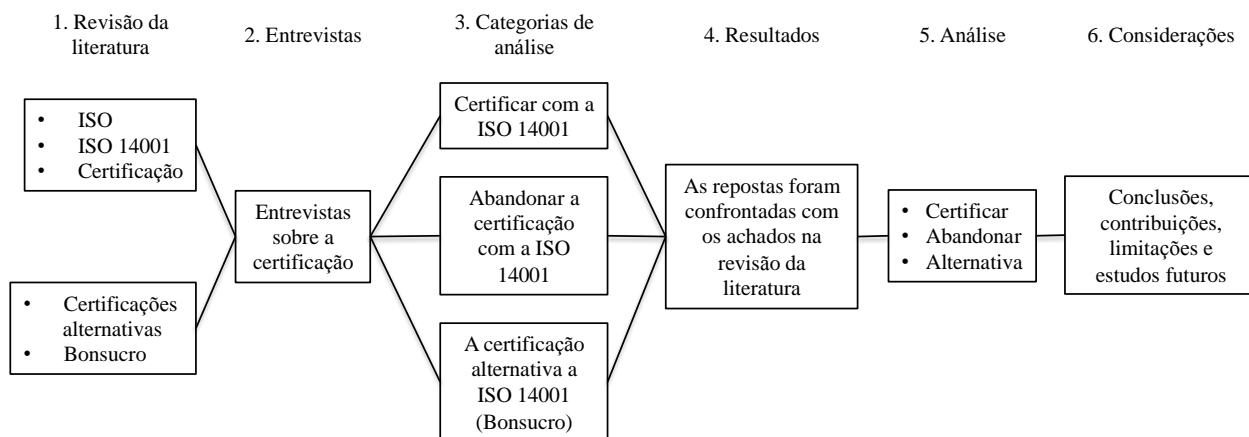 1. Revisão da
literatura
2. Entrevistas
3. Categorias de
análise
4. Resultados
5. Análise
6. Considerações
• ISO
• ISO 14001
• Certificação
• Certificações
alternativas
• Bonsucro
Entrevistas
sobre a
certificação
Certificar com a
ISO 14001
Abandonar a
certificação
com a ISO
14001
A certificação
alternativa a
ISO 14001
(Bonsucro)
As repostas foram
confrontadas com
os achados na
revisão da
literatura
• Certificar
• Abandonar
• Alternativa
Conclusões,
contribuições,
limitações e
estudos futuros